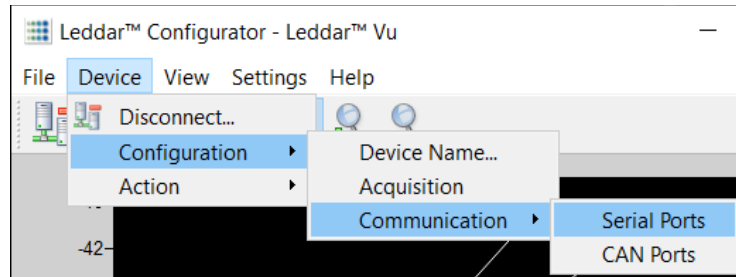 Leddar™ Configurator - Leddar™ Vu
File Device View Settings Help
Disconnect...
Configuration
Device Name...
Action
Acquisition
Communication
Serial Ports
-42
CAN Ports